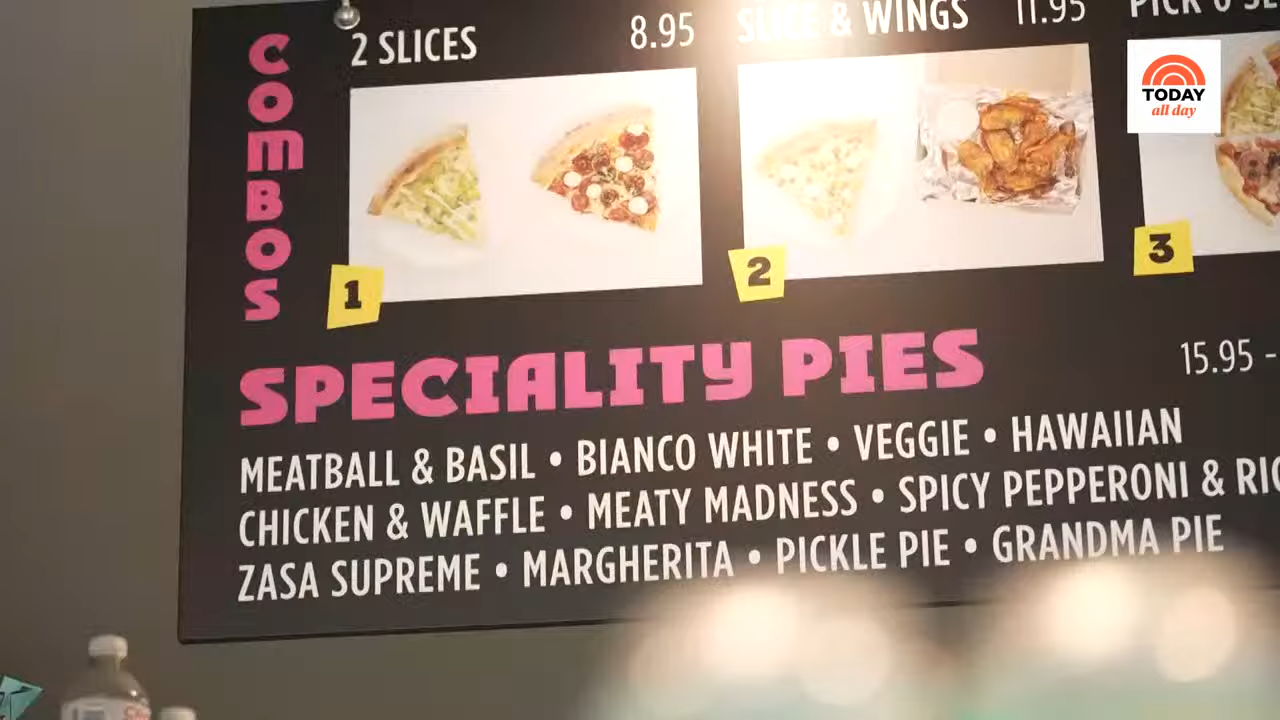 COMBOS
2 SLICES 8.95
SLICE & WINGS 11.95
PICK
TODAY
all day
1
2
3
SPECIALITY PIES
15.95 -
MEATBALL & BASIL • BIANCO WHITE • VEGGIE • HAWAIIAN
CHICKEN & WAFFLE • MEATY MADNESS • SPICY PEPPERONI &
ZASA SUPREME • MARGHERITA • PICKLE PIE • GRANDMA PIE